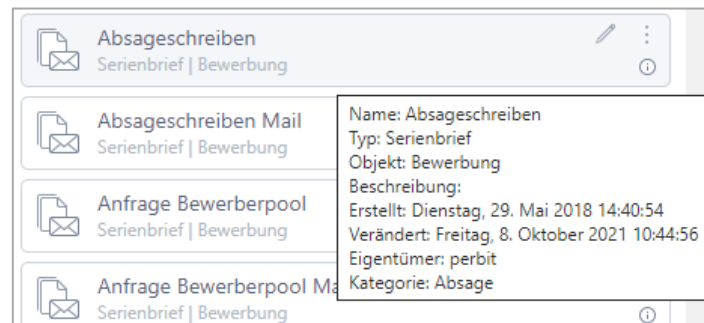 Absageschreiben
Serienbrief | Bewerbung
Absageschreiben Mail
Serienbrief | Bewerbung
Anfrage Bewerberpool
Serienbrief | Bewerbung
Anfrage Bewerberpool
Serienbrief | Bewerbung
Name: Absageschreiben
Typ: Serienbrief
Objekt: Bewerbung
Beschreibung:
Erstellt: Dienstag, 29. Mai 2018 14:40:54
Verändert: Freitag, 8. Oktober 2021 10:44:56
Eigentümer: perbit
Kategorie: Absage